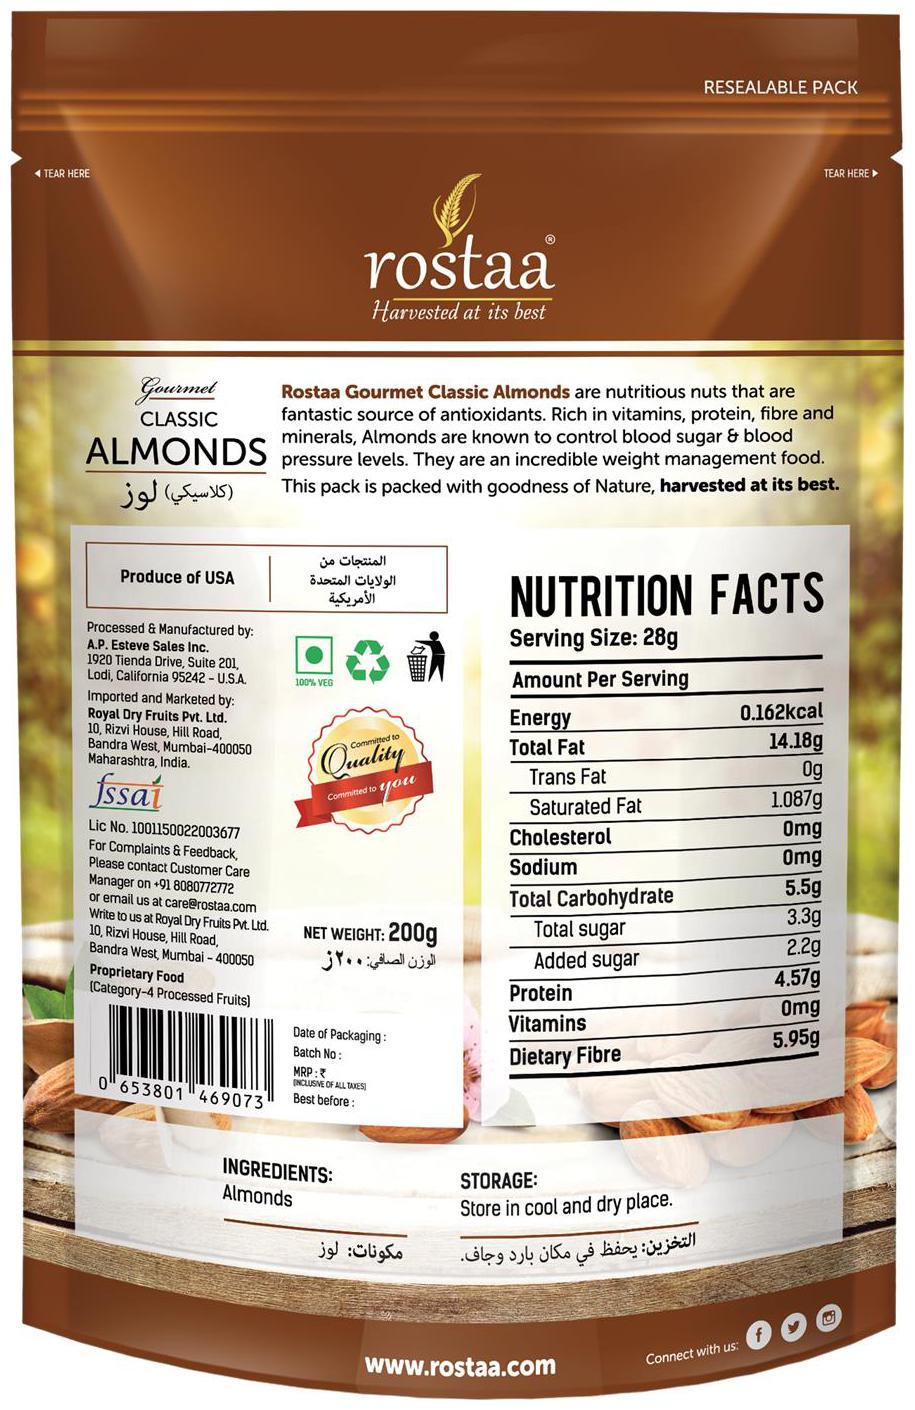 RESEALABLE PACK
TEAR HERE
TEAR HERE
rostaa®
Harvested at its best
Gourmet
CLASSIC
ALMONDS
لوز (كلاسيكي)
Rostaa Gourmet Classic Almonds are nutritious nuts that are
fantastic source of antioxidants. Rich in vitamins, protein, fibre and
minerals, Almonds are known to control blood sugar & blood
pressure levels. They are an incredible weight management food.
This pack is packed with goodness of Nature, harvested at its best.
Produce of USA
المنتجات من
الولايات المتحدة
الأمريكية
Processed & Manufactured by:
A.P. Esteve Sales Inc.
1920 Tienda Drive, Suite 201,
Lodi, California 95242 - U.S.A.
Imported and Marketed by:
Royal Dry Fruits Pvt. Ltd.
10, Rizvi House, Hill Road,
Bandra West, Mumbai-400050
Maharashtra, India.
fssai
Lic No. 1001150022003677
For Complaints & Feedback,
Please contact Customer Care
Manager on +91 8080772772
or email us at care@rostaa.com
Write to us at Royal Dry Fruits Pvt. Ltd.
10, Rizvi House, Hill Road,
Bandra West, Mumbai - 400050
Proprietary Food
(Category-4 Processed Fruits)
0 653801 469073
100% VEG
Committed to
Quality
Committed to you
NET WEIGHT: 200g
الوزن الصافي: ٢٠٠ز
Date of Packaging :
Batch No :
MRP : ₹
(INCLUSIVE OF ALL TAXES)
Best before :
NUTRITION FACTS
Serving Size: 28g
Amount Per Serving
Energy 0.162kcal
Total Fat 14.18g
Trans Fat 0g
Saturated Fat 1.087g
Cholesterol 0mg
Sodium 0mg
Total Carbohydrate 5.5g
Total sugar 3.3g
Added sugar 2.2g
Protein 4.57g
Vitamins 0mg
Dietary Fibre 5.95g
INGREDIENTS:
Almonds
مكونات: لوز
STORAGE:
Store in cool and dry place.
التخزين: يحفظ في مكان بارد وجاف.
www.rostaa.com
Connect with us: